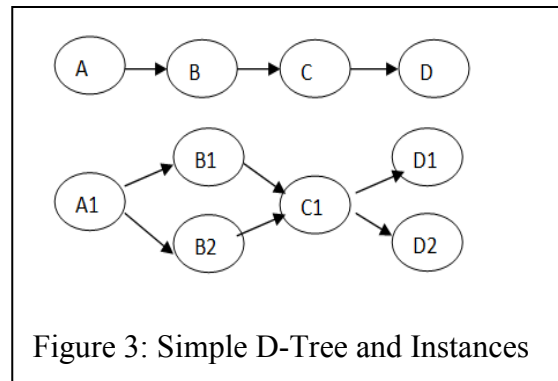 A B C D
B1 D1
A1 C1
B2 D2
Figure 3: Simple D-Tree and Instances